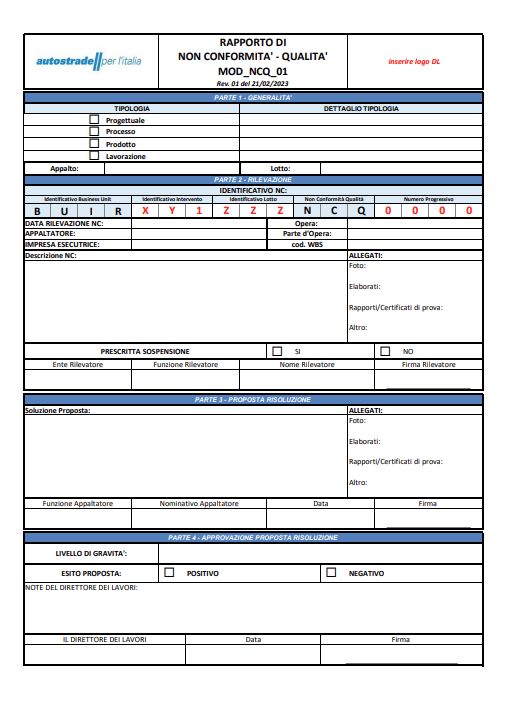 autostrade per l'italia
RAPPORTO DI
NON CONFORMITA' - QUALITA'
MOD_NCQ_01
Rev. 01 del 21/02/2023
inserire logo DL
PARTE 1 - GENERALITA'
TIPOLOGIA DETTAGLIO TIPOLOGIA
☐ Progettuale
☐ Processo
☐ Prodotto
☐ Lavorazione
Appalto: Lotto:
PARTE 2 - RILEVAZIONE
IDENTIFICATIVO NC:
Identificativo Business Unit Identificativo Intervento Identificativo Lotto Non Conformità Qualità Numero Progressivo
B U I R X Y 1 Z Z Z N C Q 0 0 0 0
DATA RILEVAZIONE NC: Opera:
APPALTATORE: Parte d'Opera:
IMPRESA ESECUTRICE: cod. WBS
Descrizione NC: ALLEGATI:
Foto:
Elaborati:
Rapporti/Certificati di prova:
Altro:
PRESCRITTA SOSPENSIONE ☐ SI ☐ NO
Ente Rilevatore Funzione Rilevatore Nome Rilevatore Firma Rilevatore
PARTE 3 - PROPOSTA RISOLUZIONE
Soluzione Proposta: ALLEGATI:
Foto:
Elaborati:
Rapporti/Certificati di prova:
Altro:
Funzione Appaltatore Nominativo Appaltatore Data Firma
PARTE 4 - APPROVAZIONE PROPOSTA RISOLUZIONE
LIVELLO DI GRAVITA':
ESITO PROPOSTA: ☐ POSITIVO ☐ NEGATIVO
NOTE DEL DIRETTORE DEI LAVORI:
IL DIRETTORE DEI LAVORI Data Firma